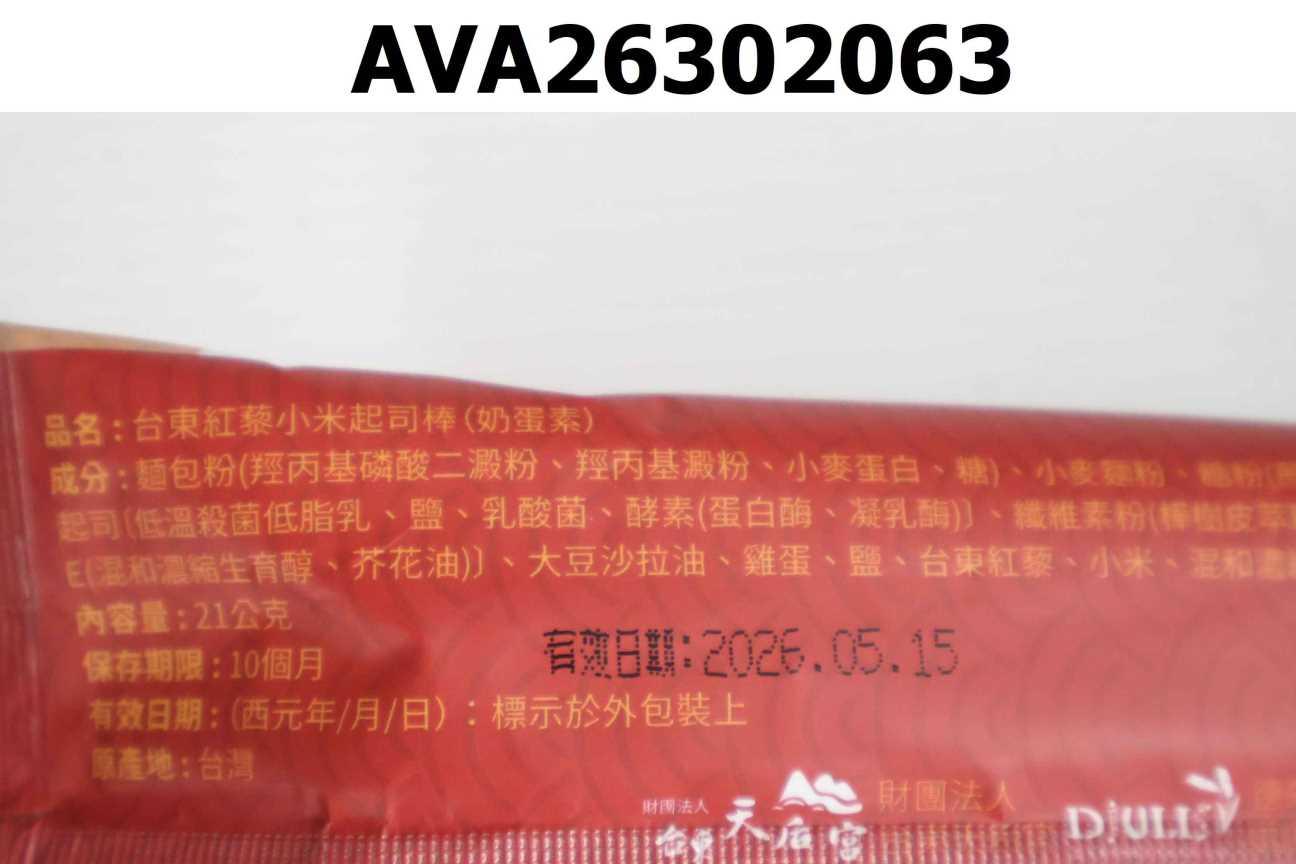 AVA26302063
品名：台東紅藜小米起司棒(奶蛋素)
成分：麵包粉(羥丙基磷酸二澱粉、羥丙基澱粉、小麥蛋白、糖)、小麥麵粉、糖粉
起司〔低溫殺菌低脂乳、鹽、乳酸菌、酵素(蛋白酶、凝乳酶)〕、纖維素粉
E(混和濃縮生育醇、芥花油)〕、大豆沙拉油、雞蛋、鹽、台東紅藜、小米、混和濃
內容量：21公克
有效日期:2026.05.15
保存期限：10個月
有效日期：(西元年/月/日)：標示於外包裝上
原產地：台灣
財團法人 台東天后宮 財團法人 DJULIS